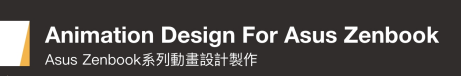 Animation Design For Asus Zenbook
Asus Zenbook系列動畫設計製作